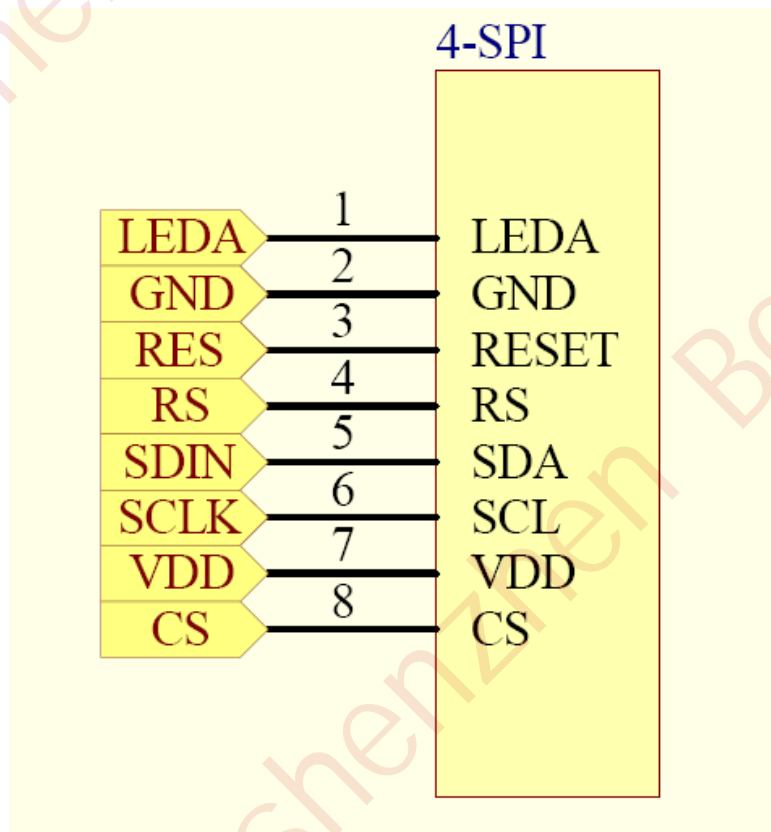 4-SPI
LEDA 1 LEDA
GND 2 GND
RES 3 RESET
RS 4 RS
SDIN 5 SDA
SCLK 6 SCL
VDD 7 VDD
CS 8 CS
shenzhen